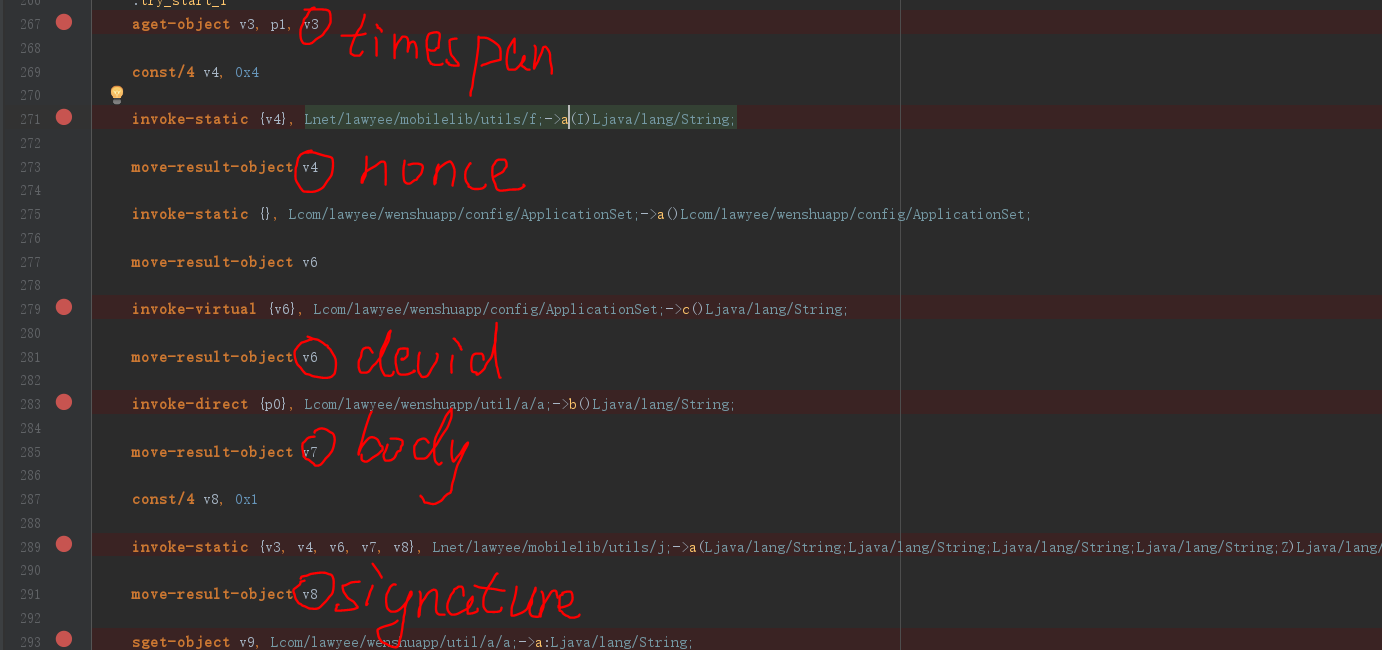 266 :try_start_1
267 aget-object v3, p1, v3
timespan
268
269 const/4 v4, 0x4
270
271 invoke-static {v4}, Lnet/lawyee/mobilelib/utils/f;->a(I)Ljava/lang/String;
272
273 move-result-object v4 nonce
274
275 invoke-static {}, Lcom/lawyee/wenshuapp/config/ApplicationSet;->a()Lcom/lawyee/wenshuapp/config/ApplicationSet;
276
277 move-result-object v6
278
279 invoke-virtual {v6}, Lcom/lawyee/wenshuapp/config/ApplicationSet;->c()Ljava/lang/String;
280
281 move-result-object v6 devid
282
283 invoke-direct {p0}, Lcom/lawyee/wenshuapp/util/a/a;->b()Ljava/lang/String;
284
285 move-result-object v7 body
286
287 const/4 v8, 0x1
288
289 invoke-static {v3, v4, v6, v7, v8}, Lnet/lawyee/mobilelib/utils/j;->a(Ljava/lang/String;Ljava/lang/String;Ljava/lang/String;Ljava/lang/String;Z)Ljava/lang/
290
291 move-result-object v8 signature
292
293 sget-object v9, Lcom/lawyee/wenshuapp/util/a/a;->a:Ljava/lang/String;